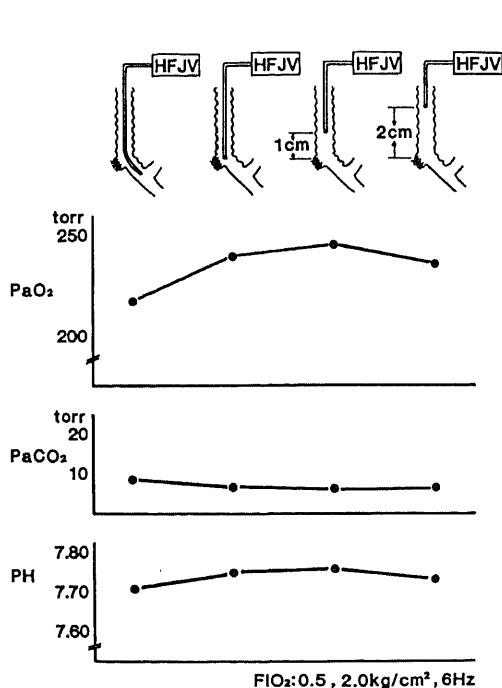 HFJV HFJV HFJV HFJV
1cm 2cm
torr
250
PaO₂
200
torr
20
PaCO₂
10
7.80
PH
7.70
7.60
FIO₂:0.5, 2.0kg/cm², 6Hz